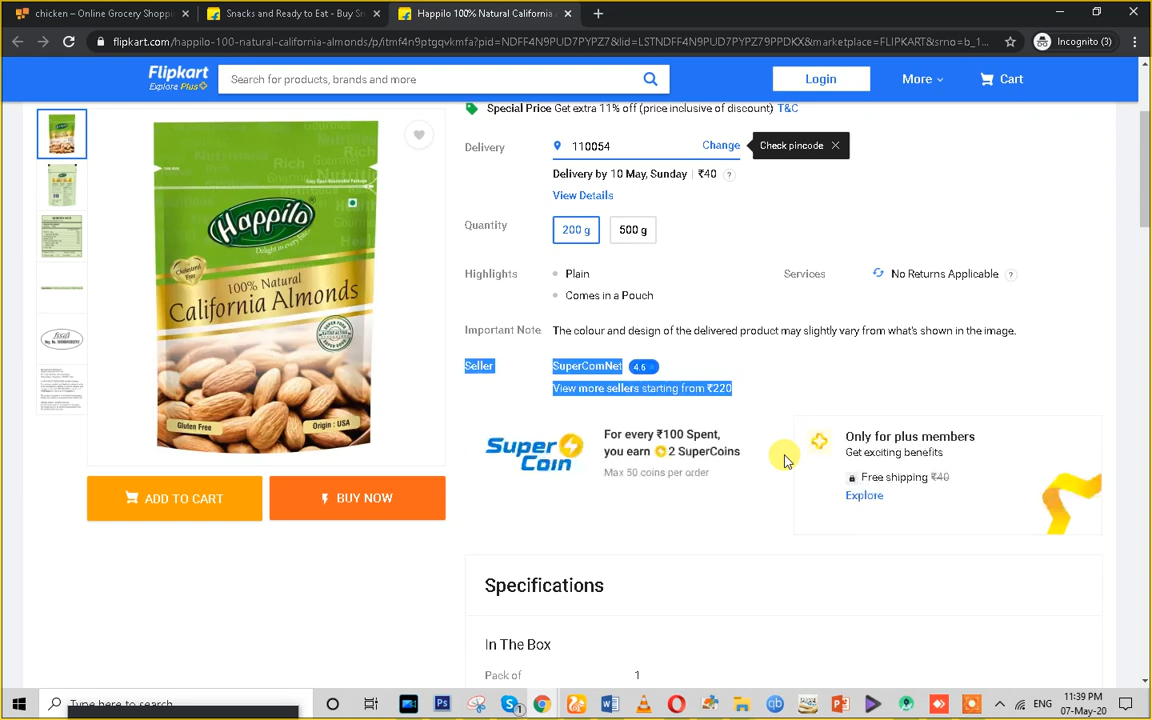 chicken – Online Grocery Shoppi
Snacks and Ready to Eat - Buy Sn
Happilo 100% Natural California
flipkart.com/happilo-100-natural-california-almonds/p/itmf4n9ptgqvkmfa?pid=NDFF4N9PUD7PYPZ7&lid=LSTNDFF4N9PUD7PYPZ79PPDKX&marketplace=FLIPKART&srno=b_1...
Incognito (3)
Flipkart
Explore Plus
Search for products, brands and more
Login
More
Cart
Special Price Get extra 11% off (price inclusive of discount) T&C
Delivery
110054
Change
Check pincode
Delivery by 10 May, Sunday | ₹40 ?
View Details
Quantity
200 g
500 g
Highlights
Plain
Comes in a Pouch
Services
No Returns Applicable ?
Important Note
The colour and design of the delivered product may slightly vary from what's shown in the image.
Seller
SuperComNet 4.6
View more sellers starting from ₹220
Super
Coin
For every ₹100 Spent,
you earn 2 SuperCoins
Max 50 coins per order
Only for plus members
Get exciting benefits
Free shipping ₹40
Explore
Happilo
Delight in every bite
Cholesterol
Free
100% Natural
California Almonds
Gluten Free
Origin : USA
ADD TO CART
BUY NOW
Specifications
In The Box
Pack of
1
Type here to search
ENG
11:39 PM
07-May-20